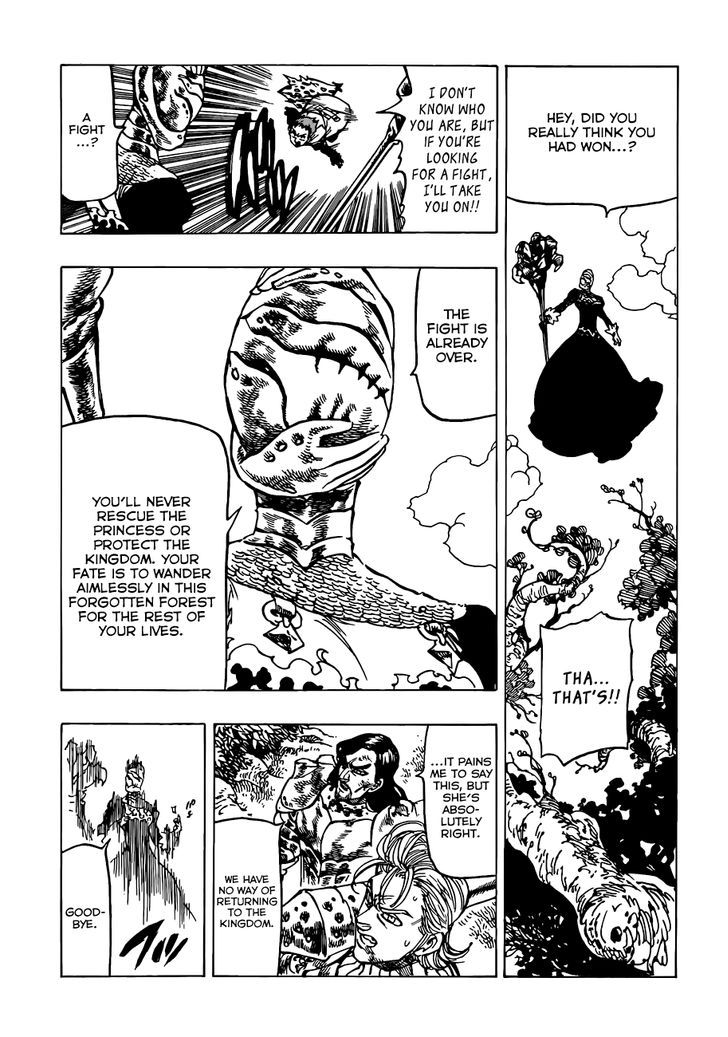 HEY, DID YOU
REALLY THINK YOU
HAD WON...?
THA...
THAT'S!!
I DON'T
KNOW WHO
YOU ARE, BUT
IF YOU'RE
LOOKING
FOR A FIGHT,
I'LL TAKE
YOU ON!!
A
FIGHT
...?
THE
FIGHT IS
ALREADY
OVER.
YOU'LL NEVER
RESCUE THE
PRINCESS OR
PROTECT THE
KINGDOM. YOUR
FATE IS TO WANDER
AIMLESSLY IN THIS
FORGOTTEN FOREST
FOR THE REST OF
YOUR LIVES.
...IT PAINS
ME TO SAY
THIS, BUT
SHE'S
ABSO-
LUTELY
RIGHT.
WE HAVE
NO WAY OF
RETURNING
TO THE
KINGDOM.
GOOD-
BYE.